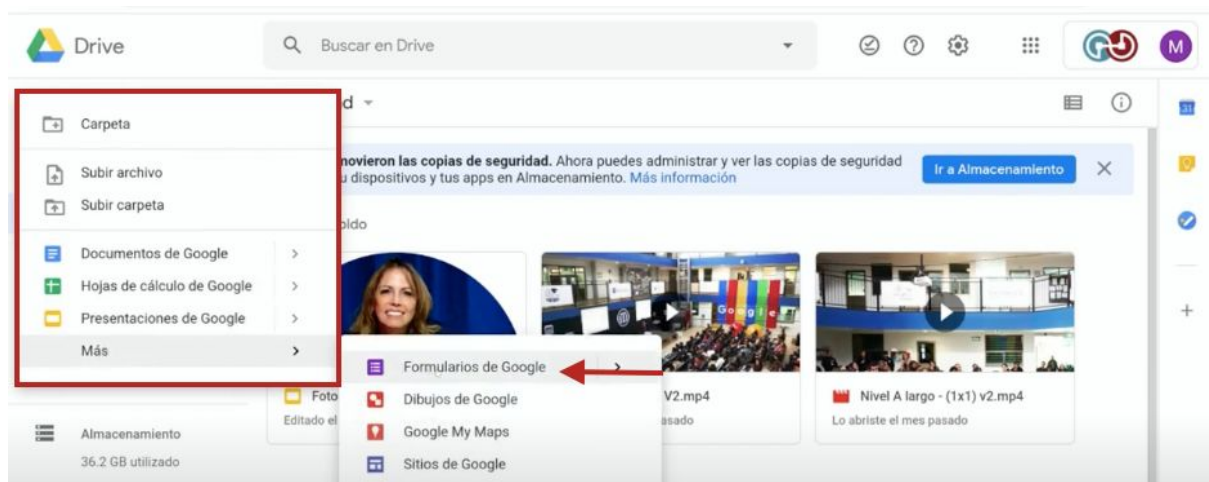 Drive
Buscar en Drive
M
d
Carpeta
Subir archivo
Subir carpeta
Documentos de Google
Hojas de cálculo de Google
Presentaciones de Google
Más
movieron las copias de seguridad. Ahora puedes administrar y ver las copias de seguridad
u dispositivos y tus apps en Almacenamiento. Más información
Ir a Almacenamiento
31
Google
Formularios de Google
Dibujos de Google
Google My Maps
Sitios de Google
Foto
Editado el
V2.mp4
asado
Nivel A largo - (1x1) v2.mp4
Lo abriste el mes pasado
Almacenamiento
36.2 GB utilizado